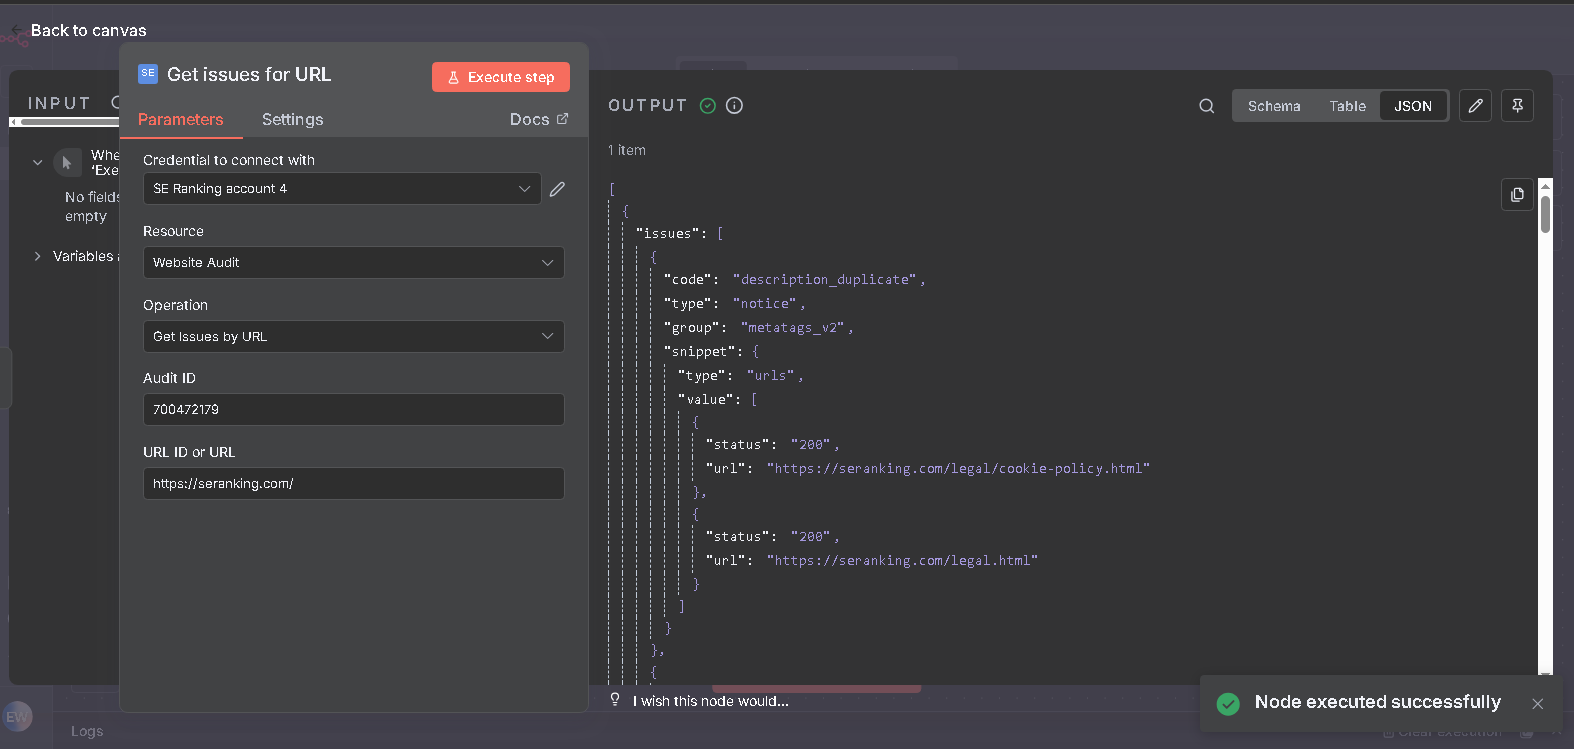 Back to canvas
SE
Get issues for URL
Execute step
Parameters
Settings
Docs
Credential to connect with
SE Ranking account 4
Resource
Website Audit
Operation
Get Issues by URL
Audit ID
700472179
URL ID or URL
https://seranking.com/
INPUT
Whe
'Exe
No fields
empty
Variables a
OUTPUT
Schema
Table
JSON
1 item
[
{
"issues": [
{
"code": "description_duplicate",
"type": "notice",
"group": "metatags_v2",
"snippet": {
"type": "urls",
"value": [
{
"status": "200",
"url": "https://seranking.com/legal/cookie-policy.html"
},
{
"status": "200",
"url": "https://seranking.com/legal.html"
}
]
}
},
{
I wish this node would...
Node executed successfully
EW
Logs
Clear execution